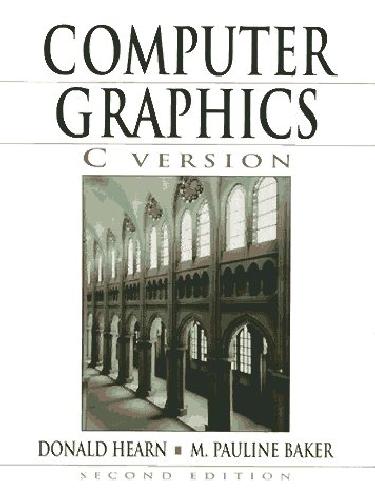 COMPUTER
GRAPHICS
C VERSION
DONALD HEARN ■ M. PAULINE BAKER
SECOND EDITION